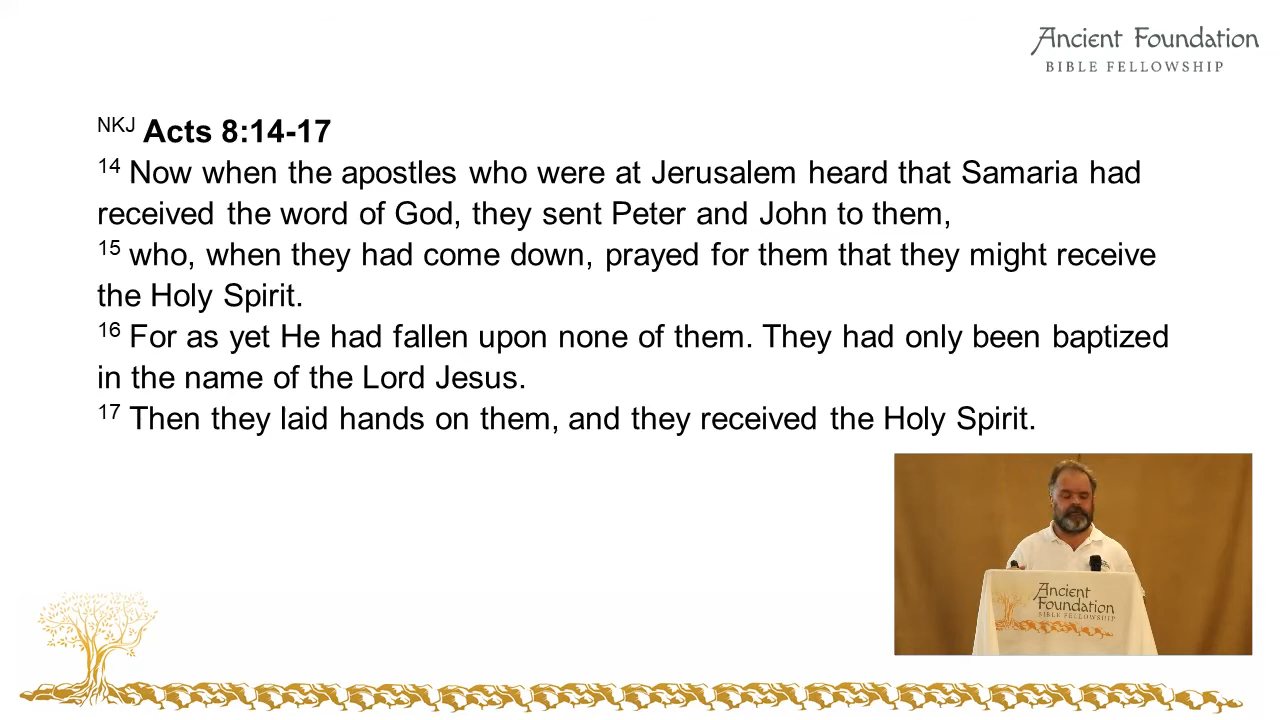 Ancient Foundation
BIBLE FELLOWSHIP
NKJ Acts 8:14-17
14 Now when the apostles who were at Jerusalem heard that Samaria had
received the word of God, they sent Peter and John to them,
15 who, when they had come down, prayed for them that they might receive
the Holy Spirit.
16 For as yet He had fallen upon none of them. They had only been baptized
in the name of the Lord Jesus.
17 Then they laid hands on them, and they received the Holy Spirit.
Ancient
Foundation
BIBLE FELLOWSHIP